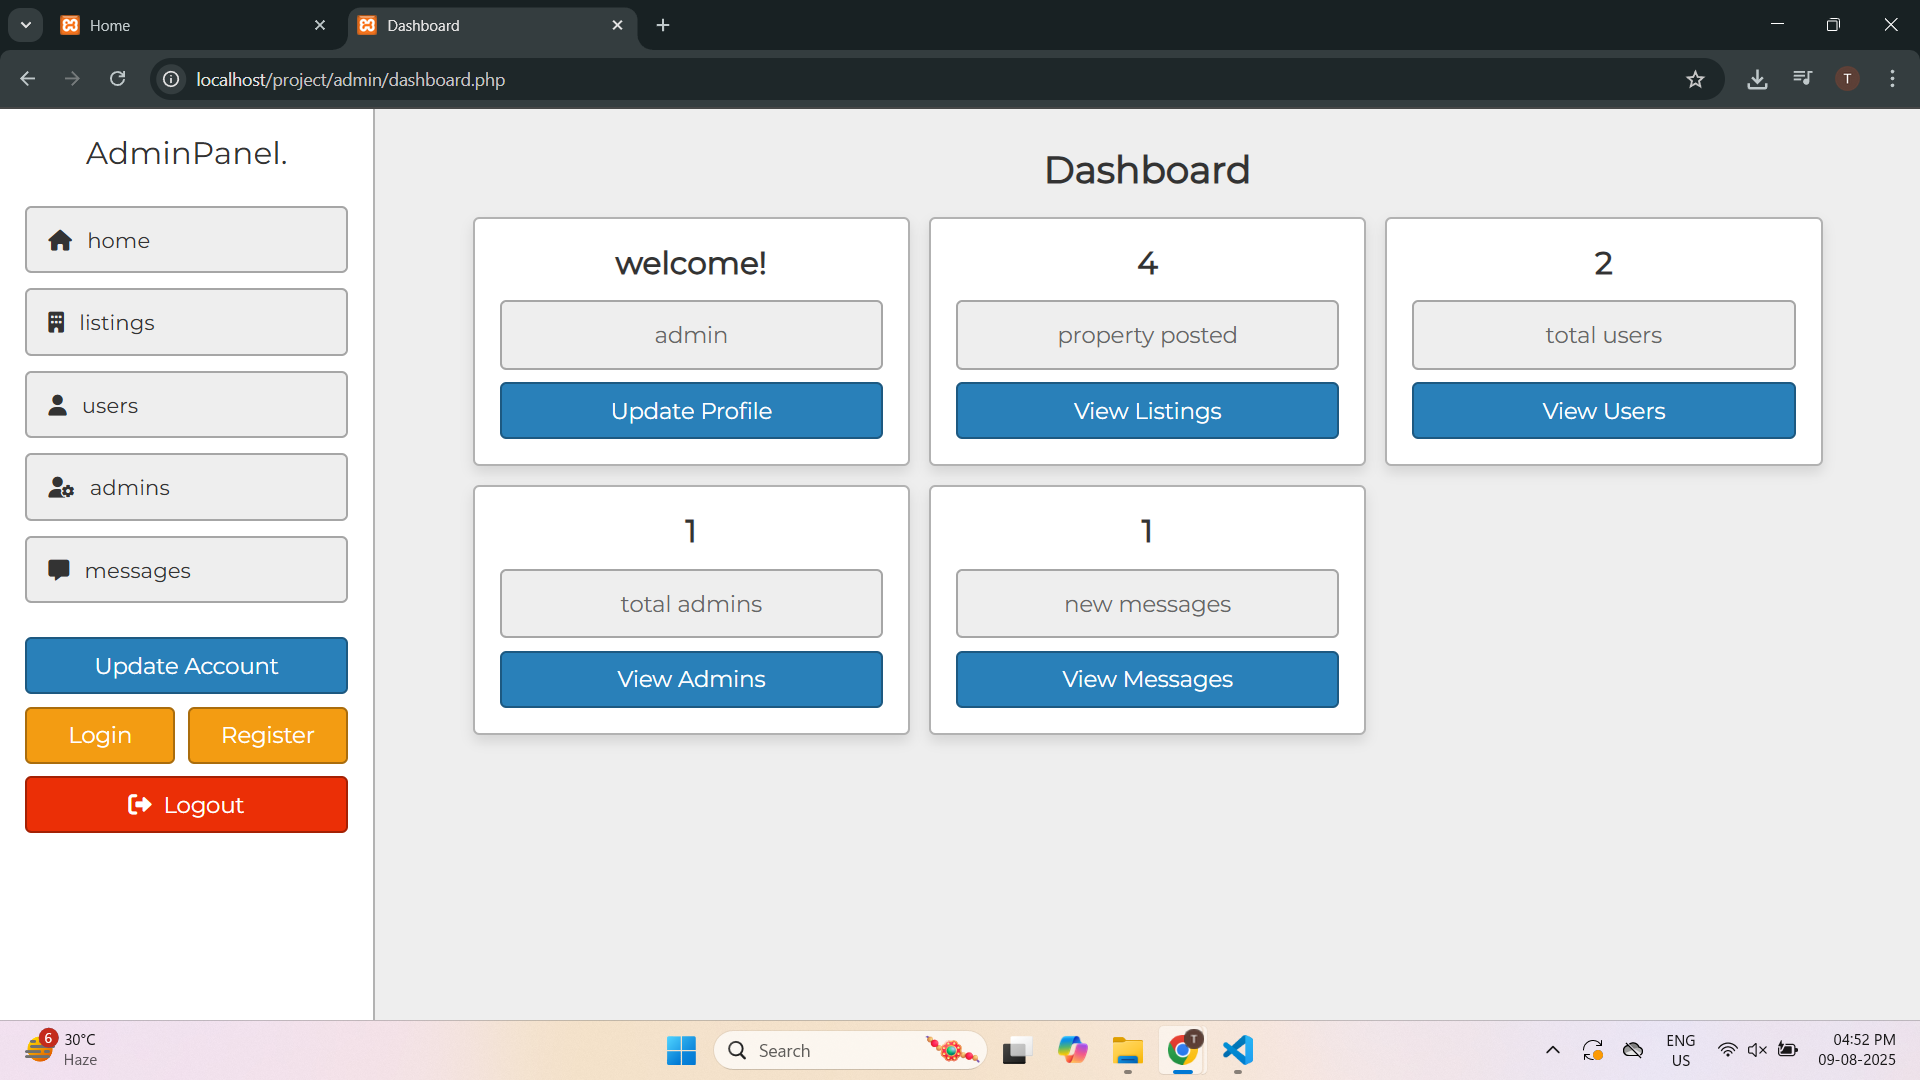 Home
Dashboard
localhost/project/admin/dashboard.php
T
AdminPanel.
home
listings
users
admins
messages
Update Account
Login
Register
Logout
Dashboard
welcome!
admin
Update Profile
4
property posted
View Listings
2
total users
View Users
1
total admins
View Admins
1
new messages
View Messages
6
30°C
Haze
Search
T
ENG
US
04:52 PM
09-08-2025